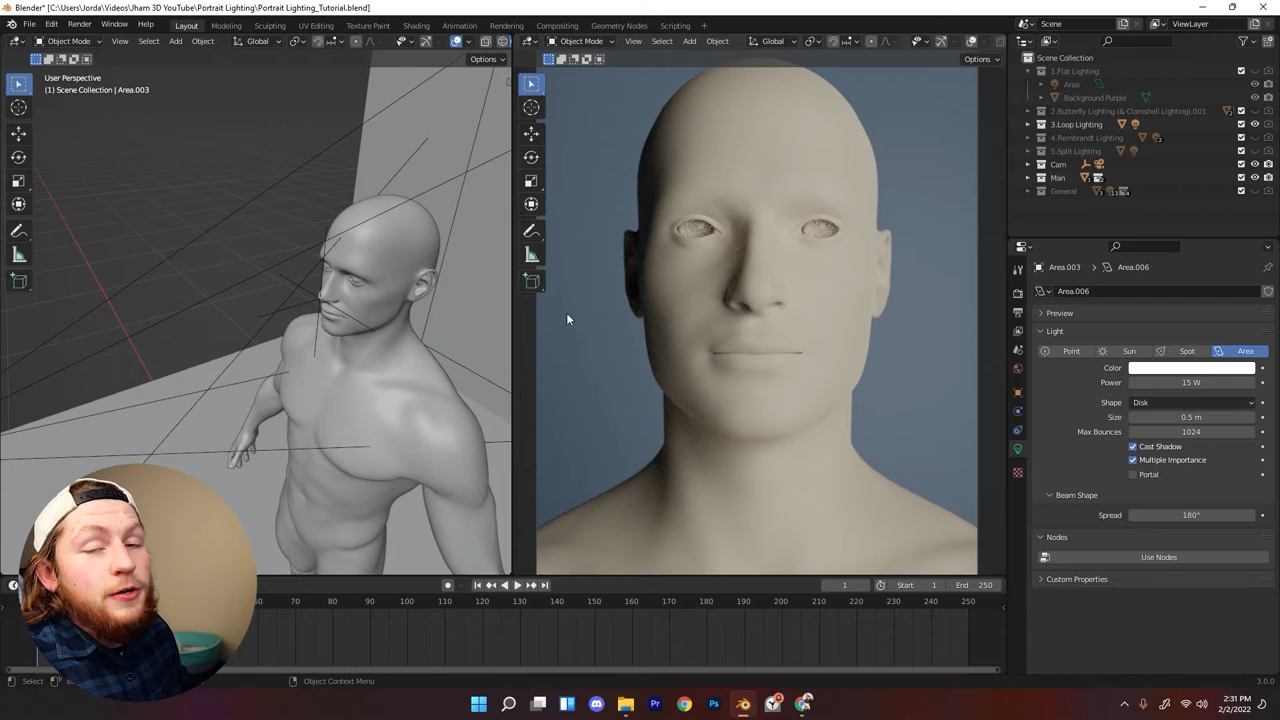 Blender* [C:\Users\Jorda\Videos\Jham 3D YouTube\Portrait Lighting\Portrait Lighting_Tutorial.blend]
File Edit Render Window Help Layout Modeling Sculpting UV Editing Texture Paint Shading Animation Rendering Compositing Geometry Nodes Scripting + Scene ViewLayer
Object Mode View Select Add Object Global
Object Mode View Select Add Object Global
Options
Options
User Perspective
(1) Scene Collection | Area.003
Scene Collection
1.Flat Lighting
Area
Background Purple
2.Butterfly Lighting (& Clamshell Lighting).001
3.Loop Lighting
4.Rembrandt Lighting
5.Split Lighting
Cam
Man
General
Area.003 > Area.006
Area.006
Preview
Light
Point Sun Spot Area
Color
Power 15 W
Shape Disk
Size 0.5 m
Max Bounces 1024
Cast Shadow
Multiple Importance
Portal
Beam Shape
Spread 180°
Nodes
Use Nodes
Custom Properties
1 Start 1 End 250
60 70 80 90 100 110 120 130 140 150 160 170 180 190 200 210 220 230 240 250
Select
Object Context Menu
3.0.0
2:31 PM
2/2/2022